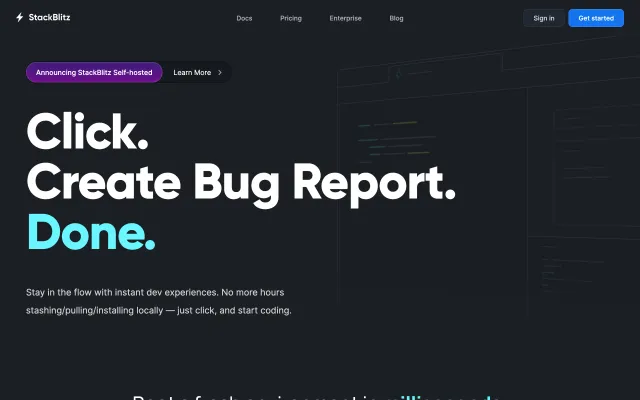 StackBlitz
Docs
Pricing
Enterprise
Blog
Sign in
Get started
Announcing StackBlitz Self-hosted
Learn More
Click.
Create Bug Report.
Done.
Stay in the flow with instant dev experiences. No more hours
stashing/pulling/installing locally — just click, and start coding.